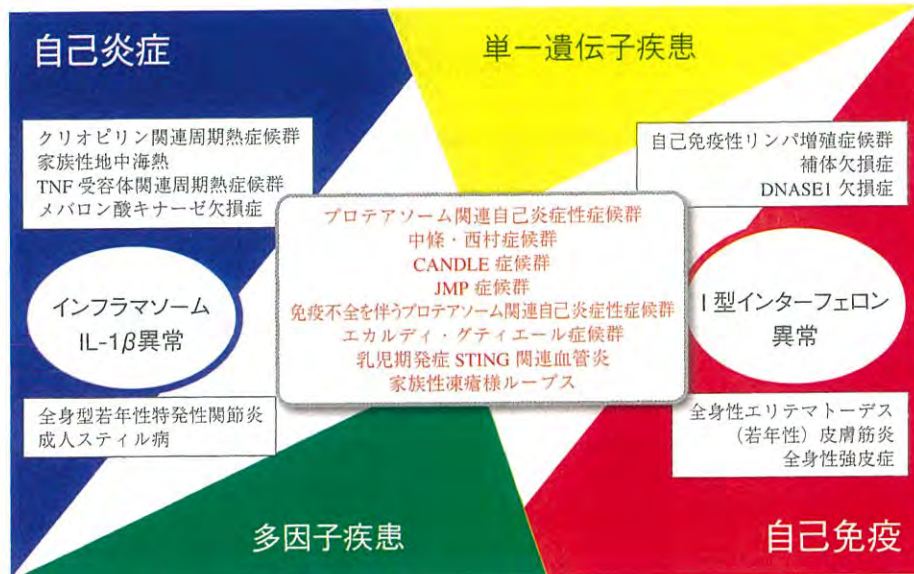 自己炎症
単一遺伝子疾患
クリオピリン関連周期熱症候群
家族性地中海熱
TNF 受容体関連周期熱症候群
メバロン酸キナーゼ欠損症
自己免疫性リンパ増殖症候群
補体欠損症
DNASE1 欠損症
プロテアソーム関連自己炎症性症候群
中條・西村症候群
CANDLE 症候群
JMP 症候群
免疫不全を伴うプロテアソーム関連自己炎症性症候群
エカルディ・グティエール症候群
乳児期発症 STING 関連血管炎
家族性凍瘡様ループス
インフラマソーム
IL-1β異常
I 型インターフェロン
異常
全身型若年性特発性関節炎
成人スティル病
全身性エリテマトーデス
（若年性）皮膚筋炎
全身性強皮症
多因子疾患
自己免疫